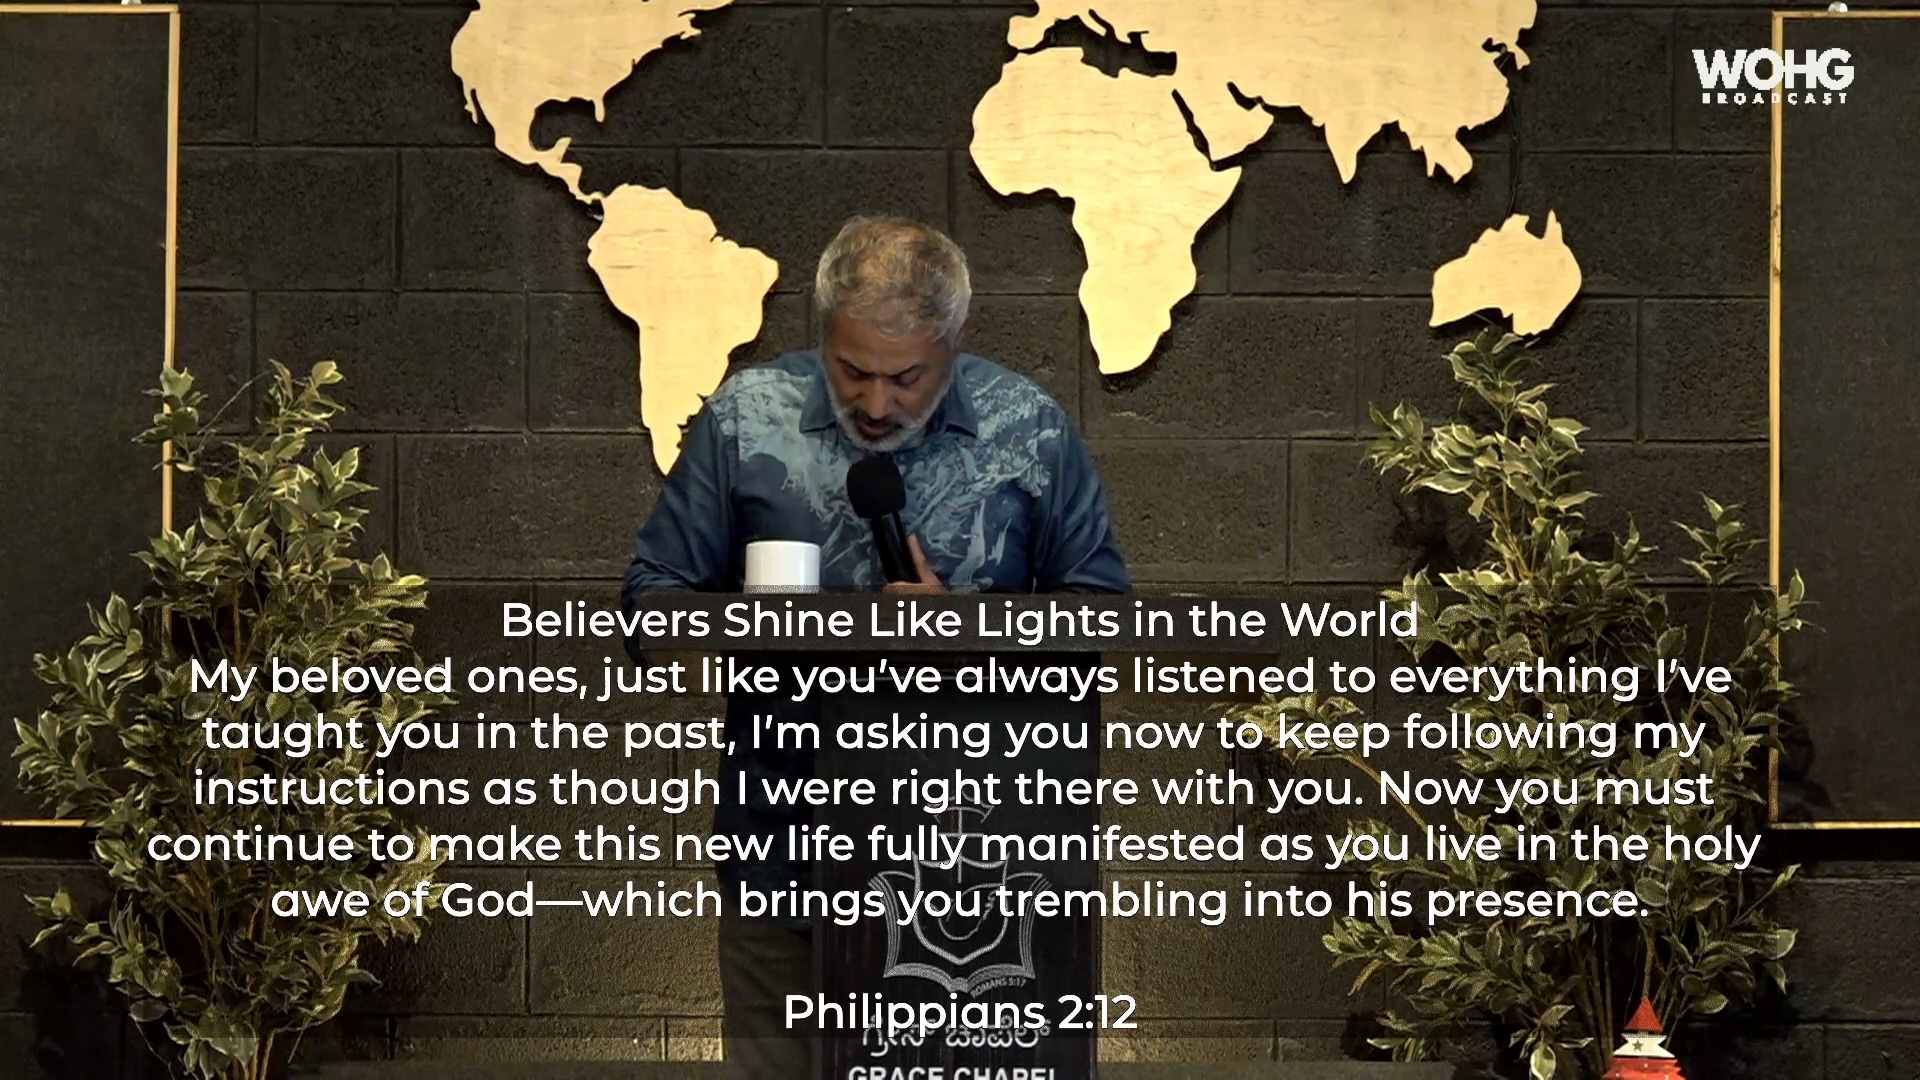 WOHG
BROADCAST
Believers Shine Like Lights in the World
My beloved ones, just like you’ve always listened to everything I’ve
taught you in the past, I’m asking you now to keep following my
instructions as though I were right there with you. Now you must
continue to make this new life fully manifested as you live in the holy
awe of God—which brings you trembling into his presence.
ROMANS 5:17
Philippians 2:12
ಗ್ರೇಸ್ ಚಾಪೆಲ್
GRACE CHAPEL